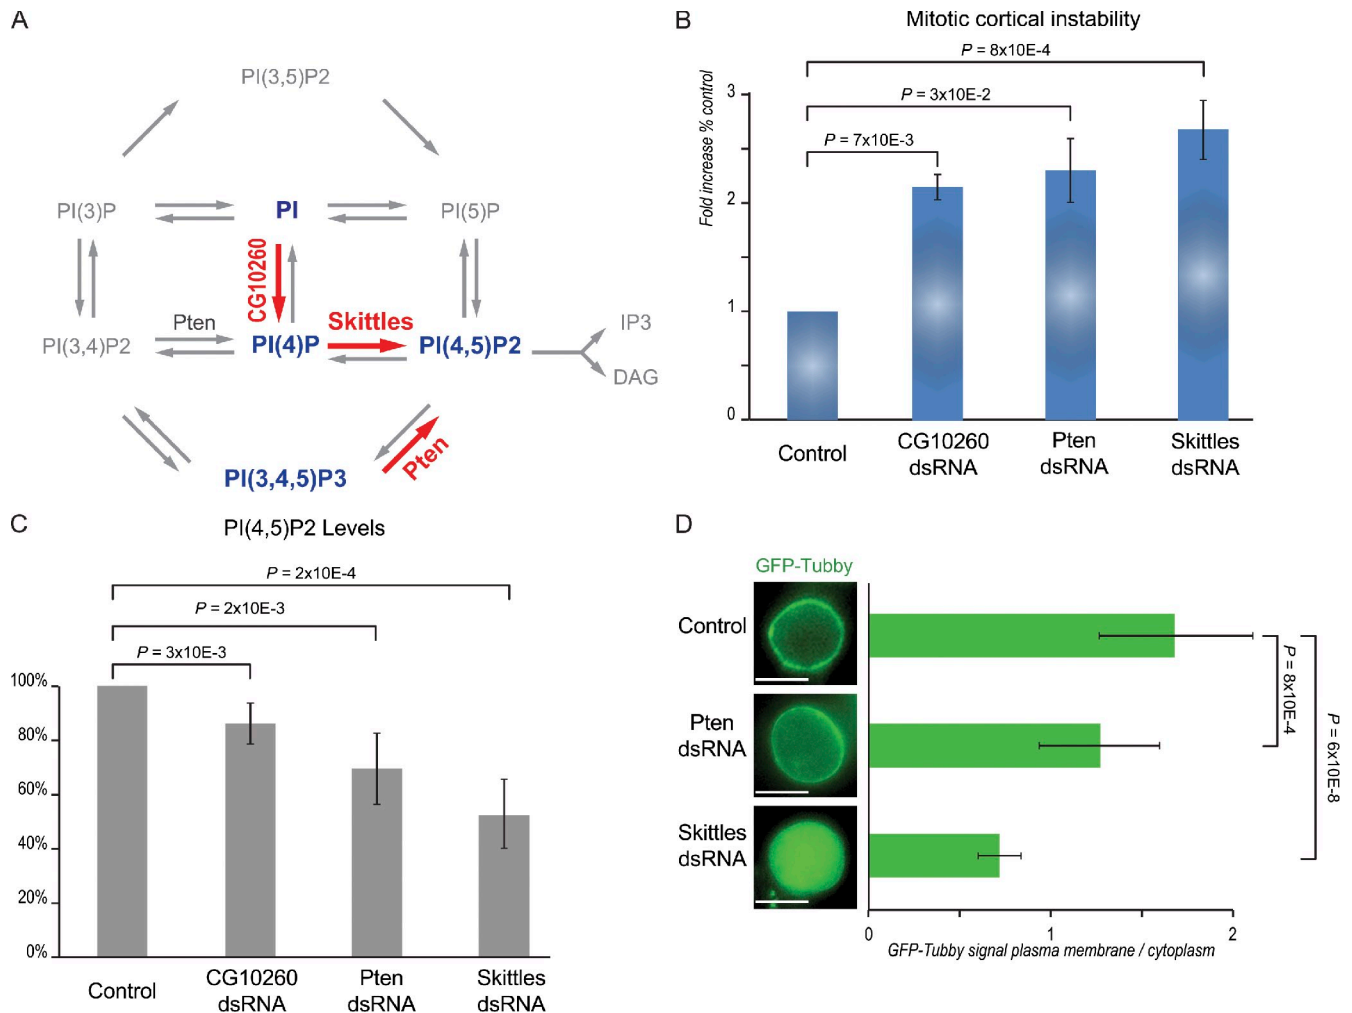 A
PI(3,5)P2
PI(3)P
PI
PI(5)P
CG10260
Pten
Skittles
PI(3,4)P2
PI(4)P
PI(4,5)P2
IP3
DAG
PI(3,4,5)P3
Pten
B
Mitotic cortical instability
P = 8x10E-4
P = 3x10E-2
P = 7x10E-3
Fold increase % control
3
2
1
0
Control
CG10260
dsRNA
Pten
dsRNA
Skittles
dsRNA
C
PI(4,5)P2 Levels
P = 2x10E-4
P = 2x10E-3
P = 3x10E-3
100%
80%
60%
40%
20%
0%
Control
CG10260
dsRNA
Pten
dsRNA
Skittles
dsRNA
D
GFP-Tubby
Control
Pten
dsRNA
Skittles
dsRNA
P = 8x10E-4
P = 6x10E-8
0
1
2
GFP-Tubby signal plasma membrane / cytoplasm